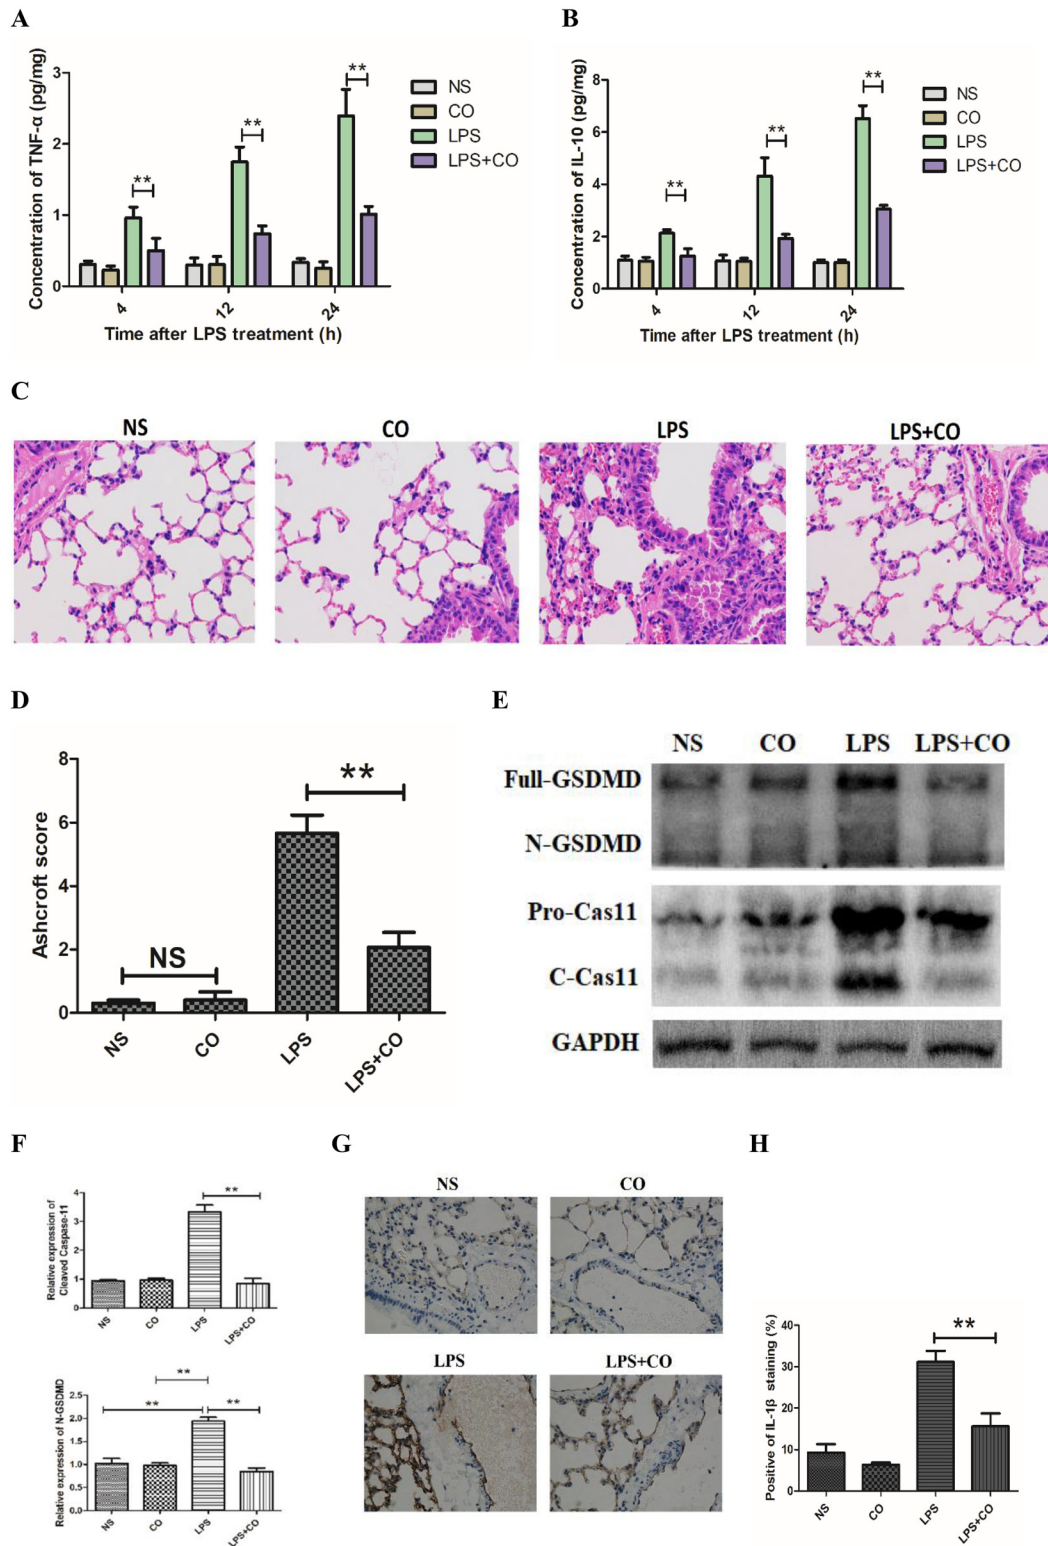 A
Concentration of TNF-α (pg/mg)
3
2
1
0
**
**
**
4
12
24
Time after LPS treatment (h)
NS
CO
LPS
LPS+CO
B
Concentration of IL-10 (pg/mg)
8
6
4
2
0
**
**
**
4
12
24
Time after LPS treatment (h)
NS
CO
LPS
LPS+CO
C
NS
CO
LPS
LPS+CO
D
Ashcroft score
8
6
4
2
0
NS
**
NS
CO
LPS
LPS+CO
E
NS
CO
LPS
LPS+CO
Full-GSDMD
N-GSDMD
Pro-Cas11
C-Cas11
GAPDH
F
Relative expression of
Cleaved Caspase-11
4
3
2
1
0
**
NS
CO
LPS
LPS+CO
Relative expression of N-GSDMD
2.5
2.0
1.5
1.0
0.5
0.0
**
**
**
NS
CO
LPS
LPS+CO
G
NS
CO
LPS
LPS+CO
H
Positive of IL-1β staining (%)
40
30
20
10
0
**
NS
CO
LPS
LPS+CO